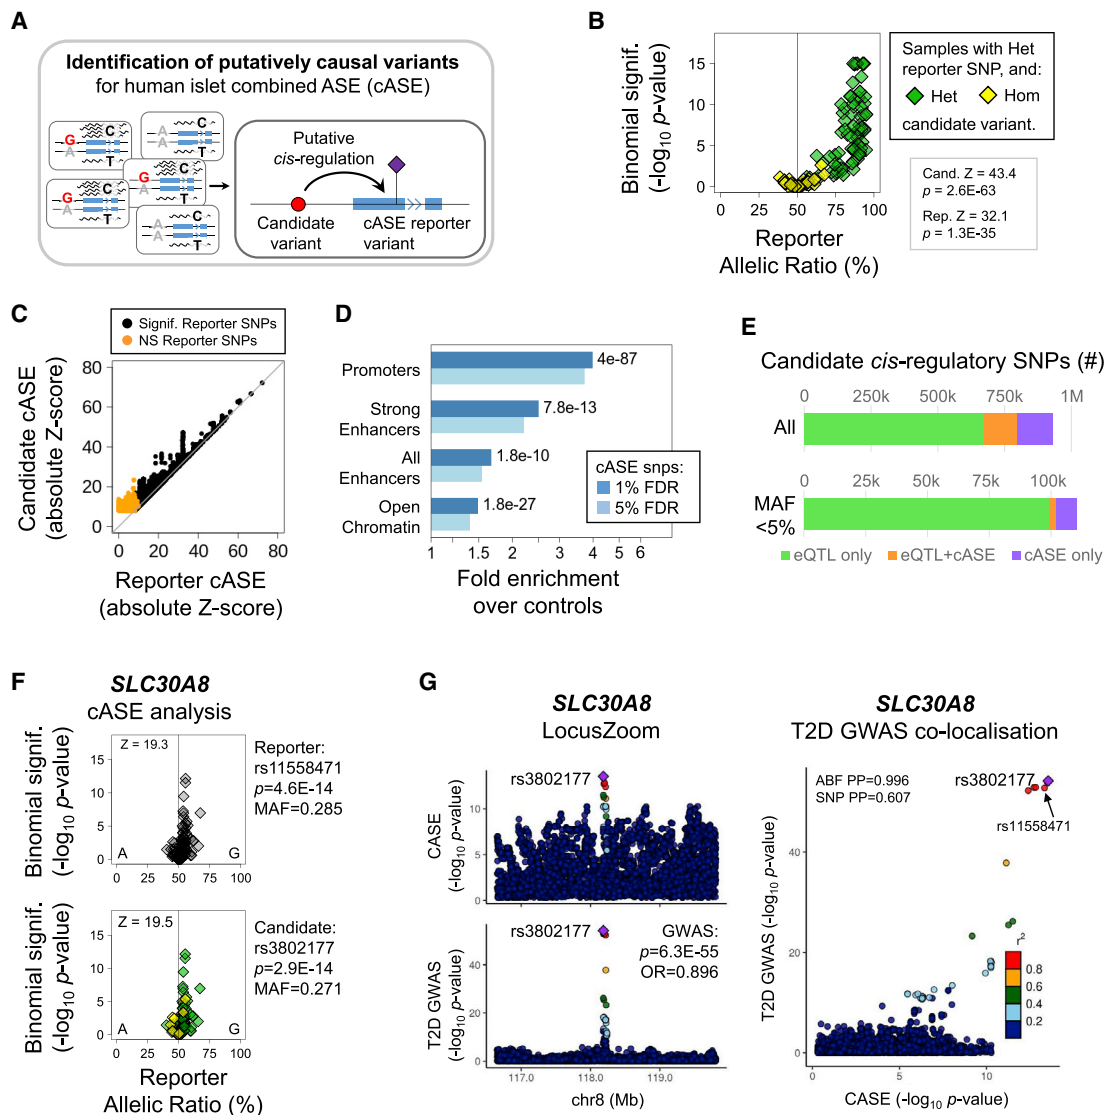 A
Identification of putatively causal variants
for human islet combined ASE (cASE)
G
A
C
T
A
A
C
T
G
A
C
T
G
A
C
T
A
A
C
T
Putative
cis-regulation
Candidate
variant
cASE reporter
variant
B
Binomial signif.
(-log10 p-value)
15
10
5
0
0 25 50 75 100
Reporter
Allelic Ratio (%)
Samples with Het
reporter SNP, and:
Het Hom
candidate variant.
Cand. Z = 43.4
p = 2.6E-63
Rep. Z = 32.1
p = 1.3E-35
C
Signif. Reporter SNPs
NS Reporter SNPs
Candidate cASE
(absolute Z-score)
80
60
40
20
0
0 20 40 60 80
Reporter cASE
(absolute Z-score)
D
Promoters
4e-87
Strong
Enhancers
7.8e-13
All
Enhancers
1.8e-10
Open
Chromatin
1.8e-27
cASE snps:
1% FDR
5% FDR
1 1.5 2 3 4 5 6
Fold enrichment
over controls
E
Candidate cis-regulatory SNPs (#)
0 250k 500k 750k 1M
All
0 25k 50k 75k 100k
MAF
<5%
eQTL only eQTL+cASE cASE only
F
SLC30A8
cASE analysis
Binomial signif.
(-log10 p-value)
15
10
5
0
Z = 19.3
A G
0 25 50 75 100
Reporter:
rs11558471
p=4.6E-14
MAF=0.285
Binomial signif.
(-log10 p-value)
15
10
5
0
Z = 19.5
A G
0 25 50 75 100
Candidate:
rs3802177
p=2.9E-14
MAF=0.271
Reporter
Allelic Ratio (%)
G
SLC30A8
LocusZoom
CASE
(-log10 p-value)
10
5
0
rs3802177
T2D GWAS
(-log10 p-value)
40
20
0
rs3802177
GWAS:
p=6.3E-55
OR=0.896
117.0 118.0 119.0
chr8 (Mb)
SLC30A8
T2D GWAS co-localisation
ABF PP=0.996
SNP PP=0.607
rs3802177
rs11558471
T2D GWAS (-log10 p-value)
40
20
0
r2
0.8
0.6
0.4
0.2
0 5 10
CASE (-log10 p-value)